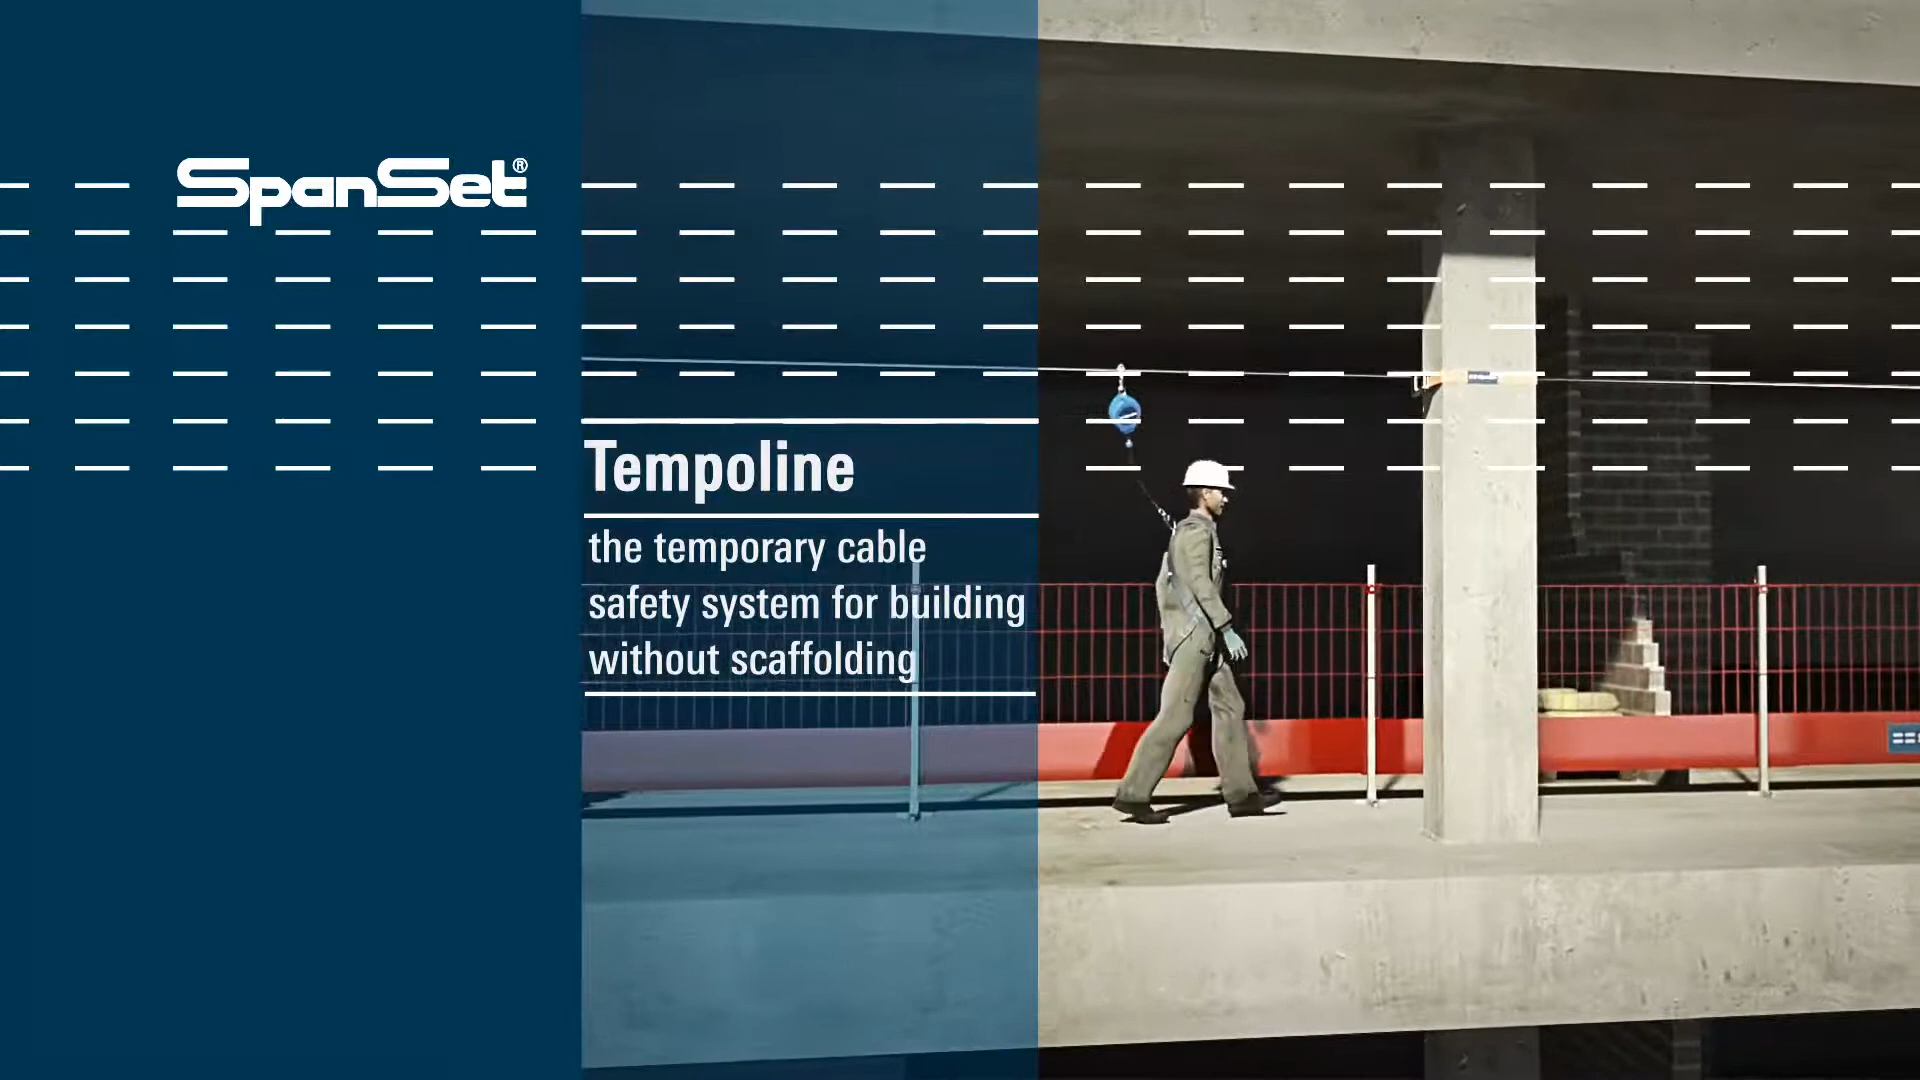 SpanSet®
Tempoline
the temporary cable
safety system for building
without scaffolding